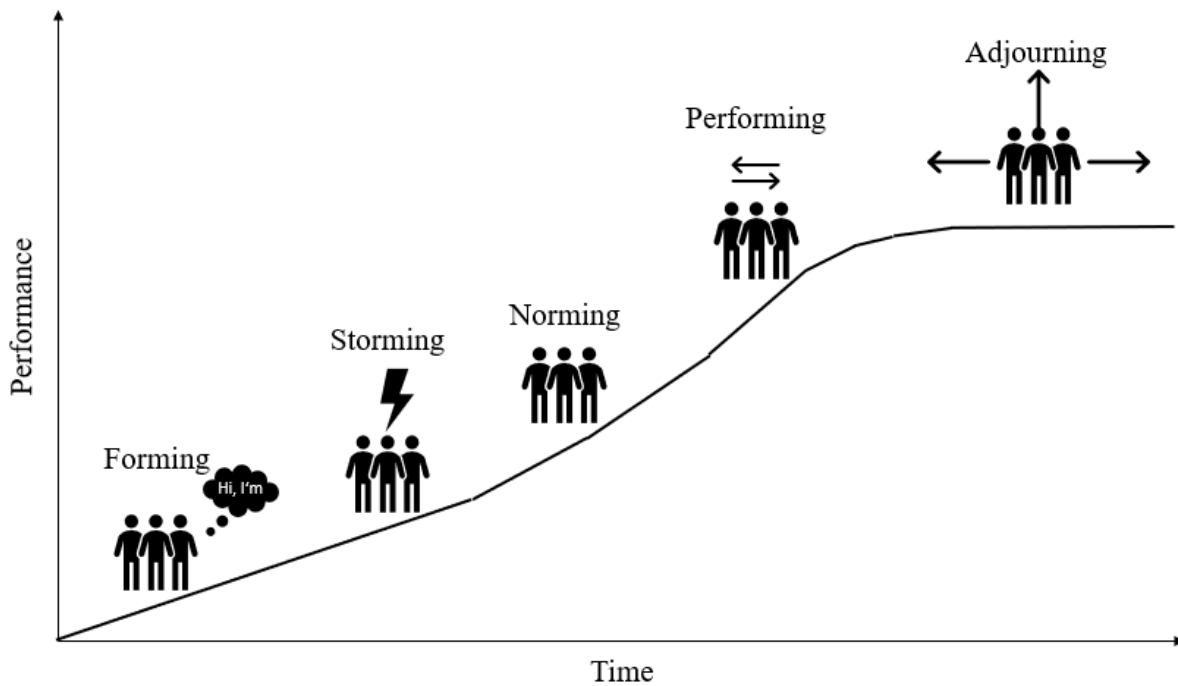 Adjourning
Performing
Norming
Storming
Forming
Hi, I'm
Performance
Time